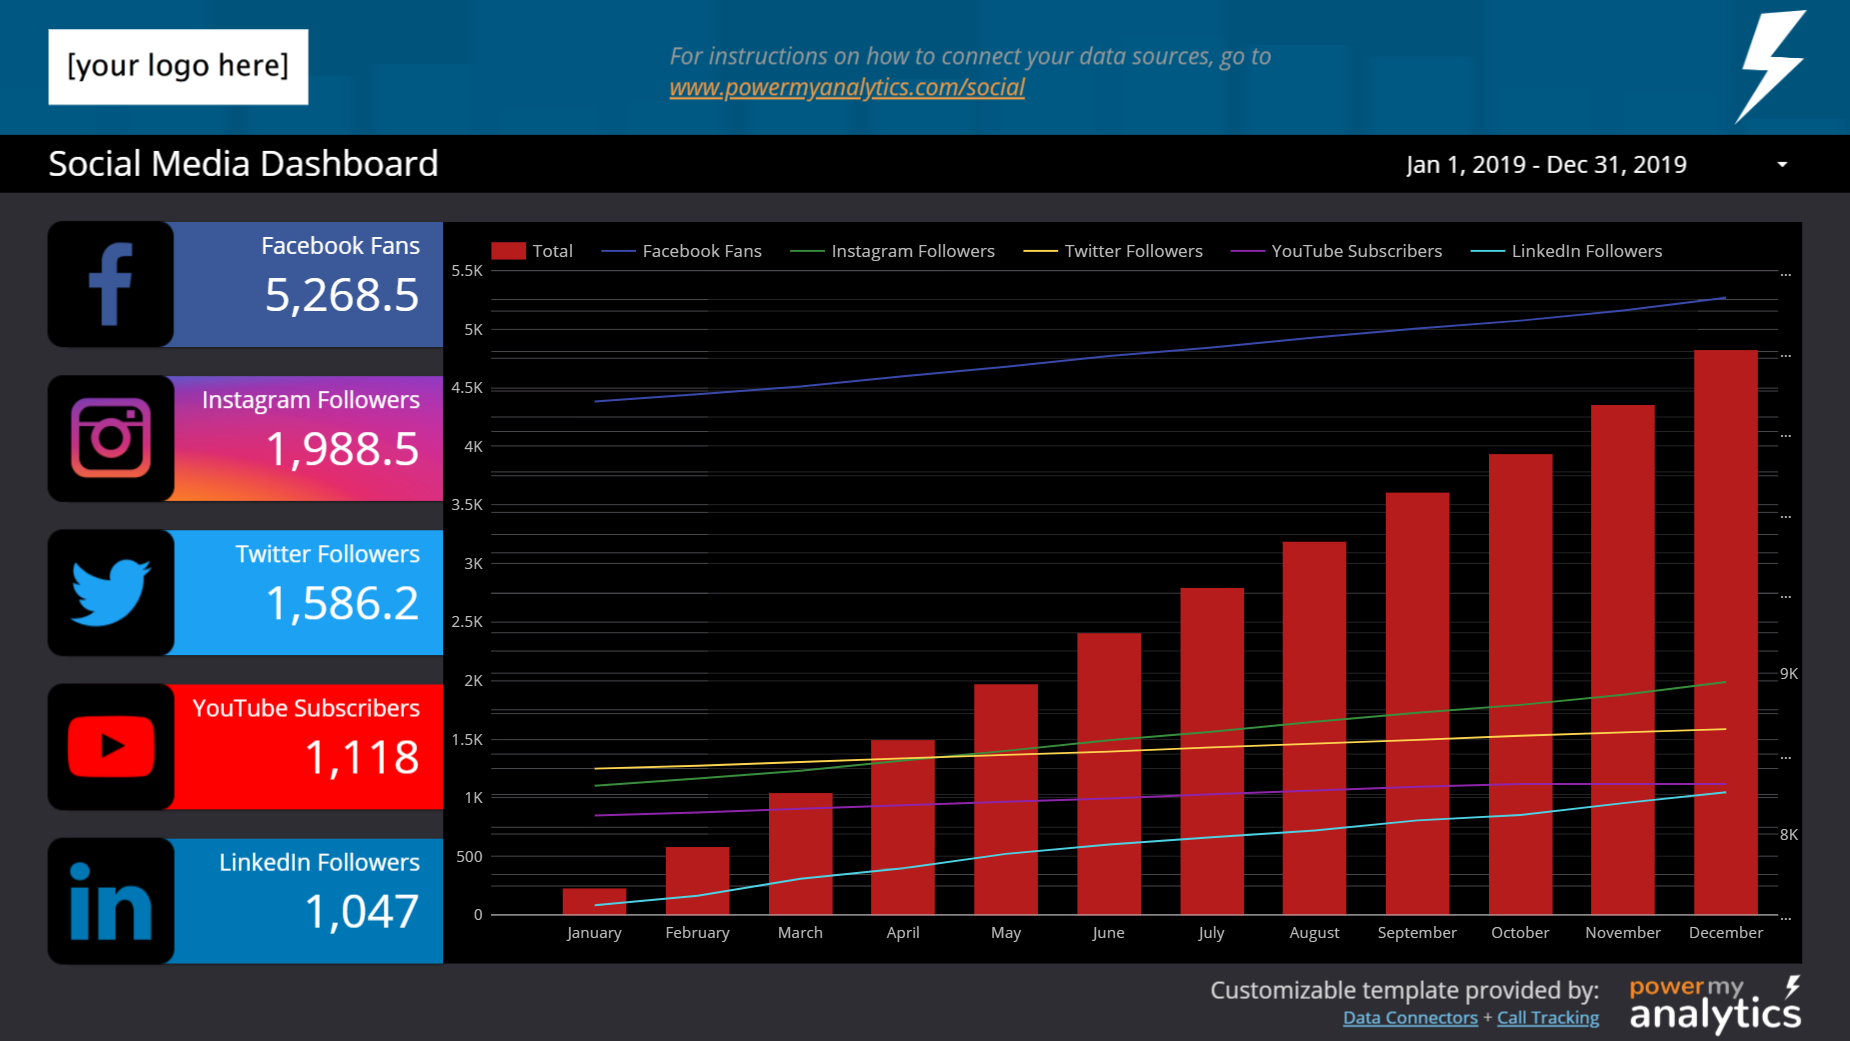 [your logo here]
For instructions on how to connect your data sources, go to
www.powermyanalytics.com/social
Social Media Dashboard
Jan 1, 2019 - Dec 31, 2019
Facebook Fans
5,268.5
Instagram Followers
1,988.5
Twitter Followers
1,586.2
YouTube Subscribers
1,118
LinkedIn Followers
1,047
Total Facebook Fans Instagram Followers Twitter Followers YouTube Subscribers LinkedIn Followers
5.5K ...
5K
...
4.5K
...
4K
3.5K
...
3K
...
2.5K
2K 9K
1.5K
...
1K
8K
500
0 ...
January February March April May June July August September October November December
Customizable template provided by:
Data Connectors + Call Tracking
power my
analytics